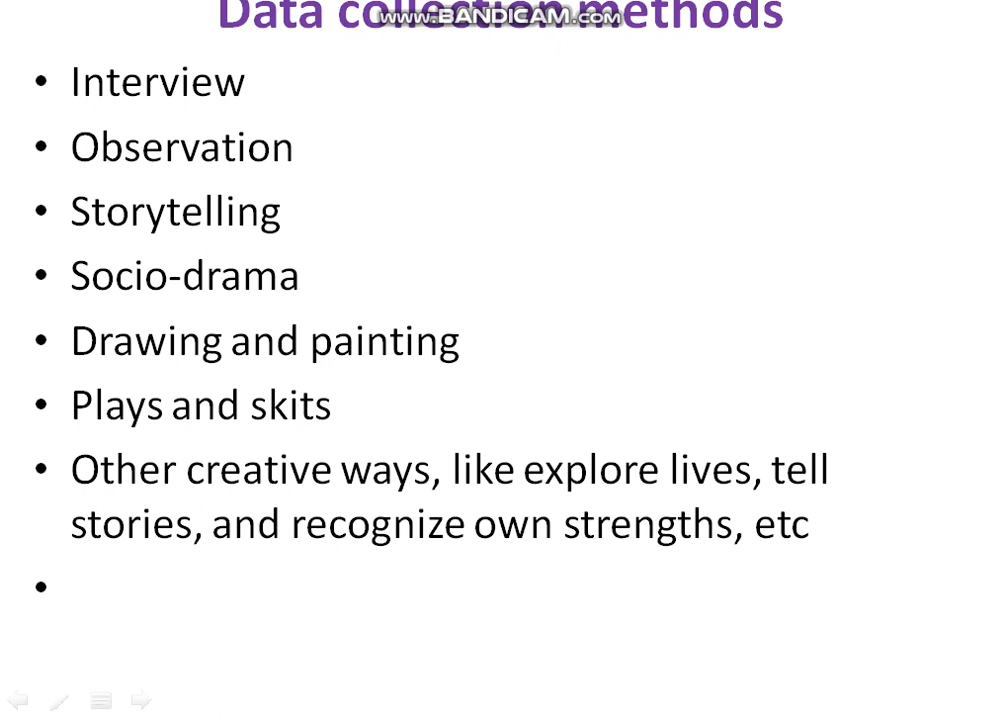 Data collection methods
www.BANDICAM.com
• Interview
• Observation
• Storytelling
• Socio-drama
• Drawing and painting
• Plays and skits
• Other creative ways, like explore lives, tell
stories, and recognize own strengths, etc
•